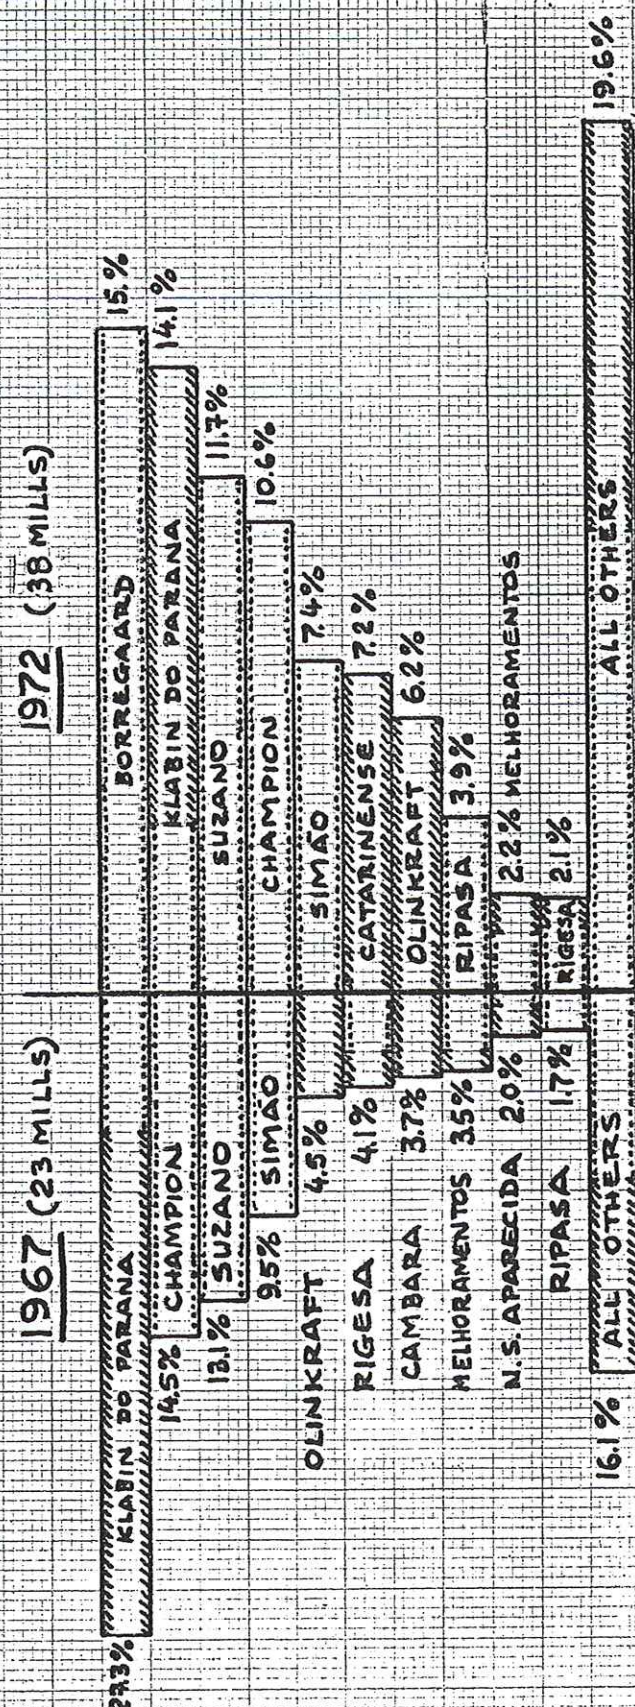 1967 (23 MILLS)
1972 (38 MILLS)
27.3%
KLABIN DO PARANA
BORREGAARD
15.%
14.5%
CHAMPION
KLABIN DO PARANA
14.1%
13.1%
SUZANO
SUZANO
11.7%
9.5%
SIMÃO
CHAMPION
10.6%
OLINKRAFT
4.5%
SIMÃO
7.4%
RIGESA
4.1%
CATARINENSE
7.2%
CAMBARA
3.7%
OLINKRAFT
6.2%
MELHORAMENTOS
3.5%
RIPASA
3.9%
N.S. APARECIDA
2.0%
2.2% MELHORAMENTOS
RIPASA
1.7%
RIGESA
2.1%
16.1%
ALL OTHERS
ALL OTHERS
19.6%